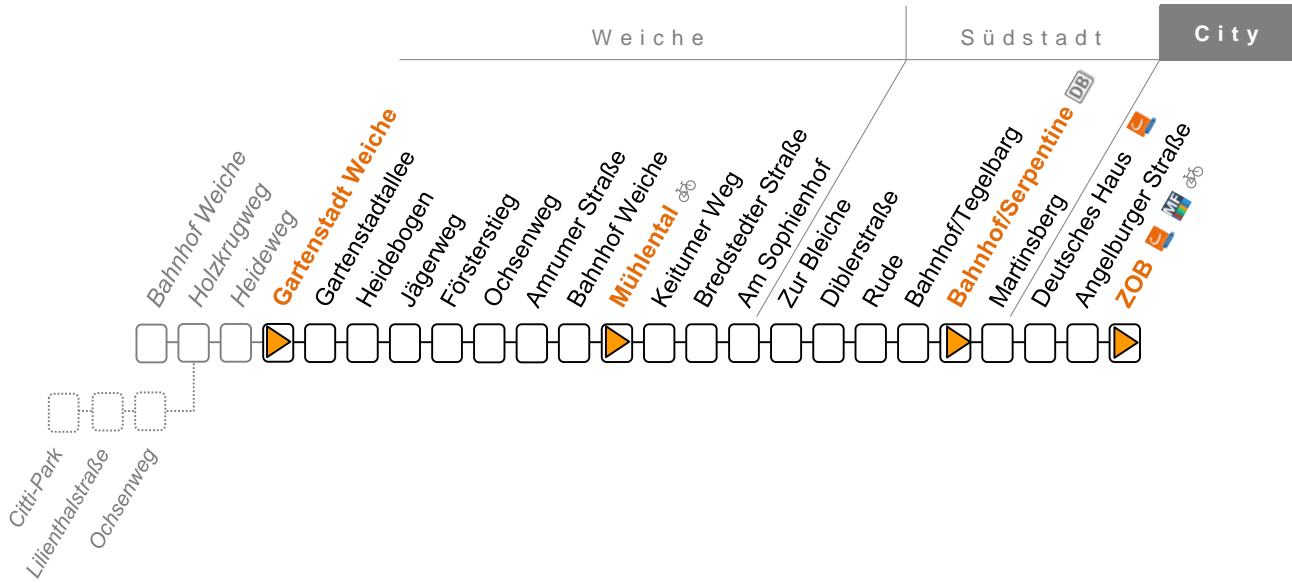 Weiche
Südstadt
City
Bahnhof Weiche
Holzkrugweg
Heideweg
Gartenstadt Weiche
Gartenstadtallee
Heidebogen
Jägerweg
Försterstieg
Ochsenweg
Amrumer Straße
Bahnhof Weiche
Mühlental
Keitumer Weg
Bredstedter Straße
Am Sophienhof
Zur Bleiche
Diblerstraße
Rude
Bahnhof/Tegelbarg
Bahnhof/Serpentine
DB
Martinsberg
Deutsches Haus
Angelburger Straße
ZOB
MF
Citti-Park
Lilienthalstraße
Ochsenweg